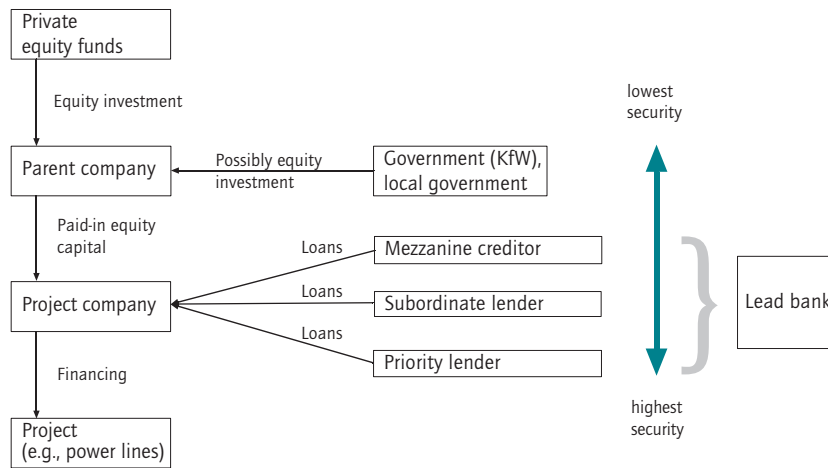 Private
equity funds
Equity investment
lowest
security
Parent company
Possibly equity
investment
Government (KfW),
local government
Paid-in equity
capital
Loans
Mezzanine creditor
Project company
Loans
Subordinate lender
Lead bank
Loans
Priority lender
Financing
highest
security
Project
(e.g., power lines)